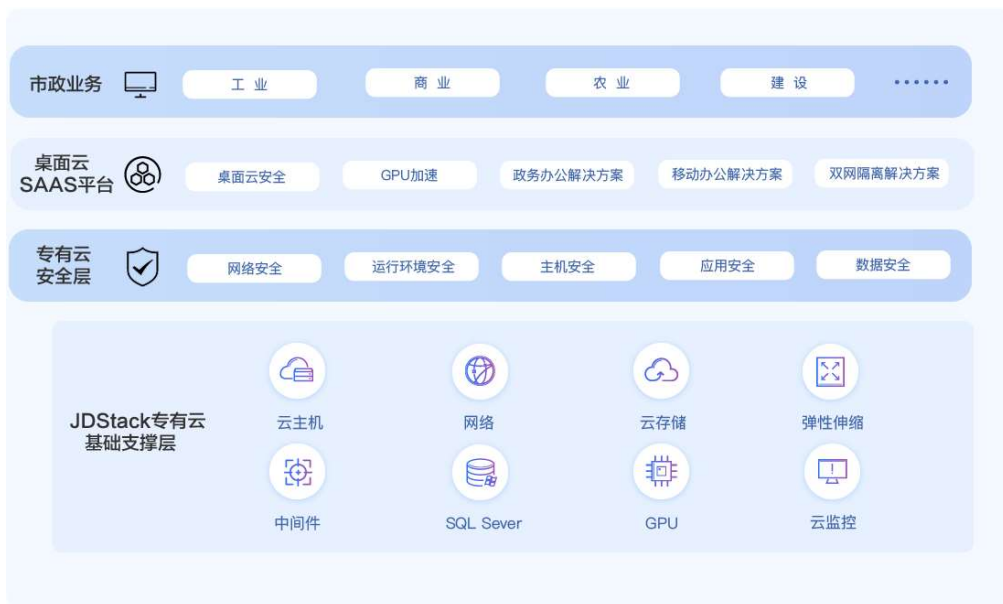 市政业务
工 业
商 业
农 业
建 设
......
桌面云
SAAS平台
桌面云安全
GPU加速
政务办公解决方案
移动办公解决方案
双网隔离解决方案
专有云
安全层
网络安全
运行环境安全
主机安全
应用安全
数据安全
JDStack专有云
基础支撑层
云主机
网络
云存储
弹性伸缩
中间件
SQL Sever
GPU
云监控